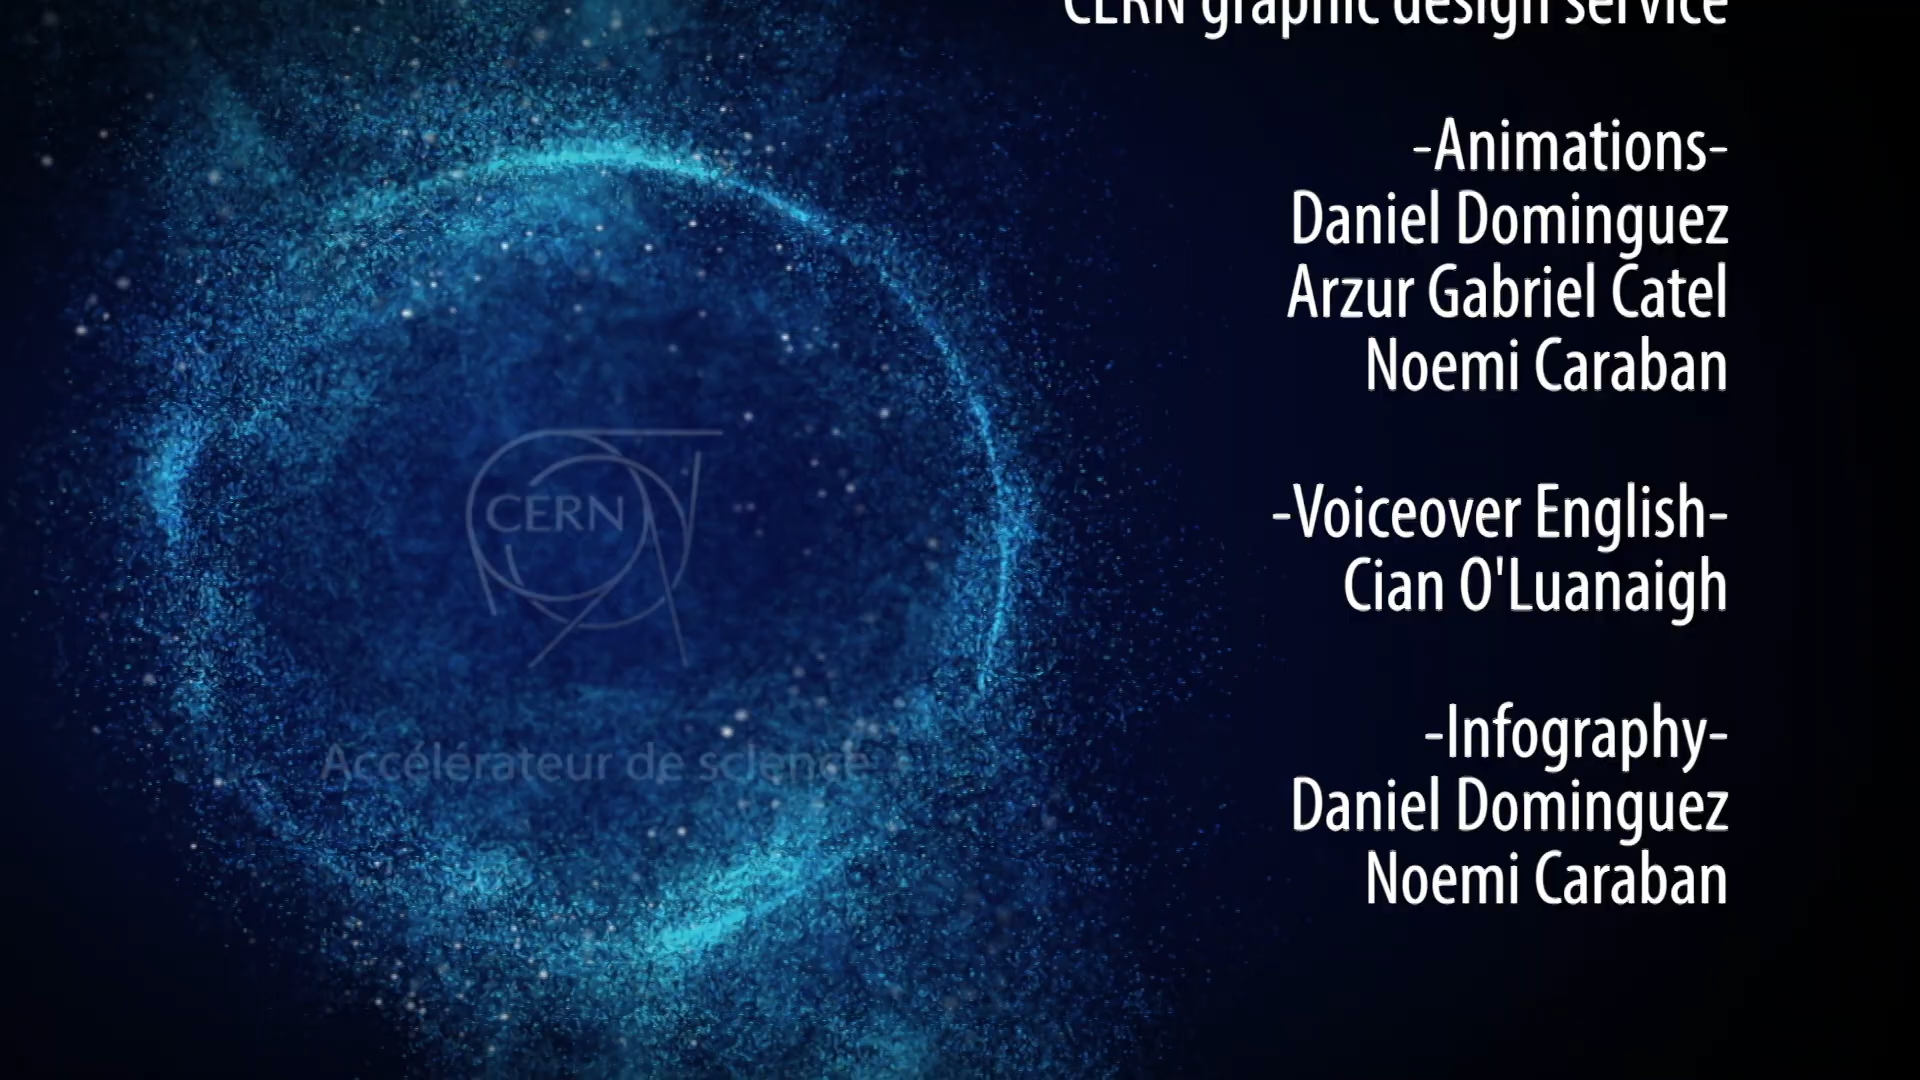 CERN graphic design service
-Animations-
Daniel Dominguez
Arzur Gabriel Catel
Noemi Caraban
-Voiceover English-
Cian O'Luanaigh
-Infography-
Daniel Dominguez
Noemi Caraban
CERN
Accélérateur de science